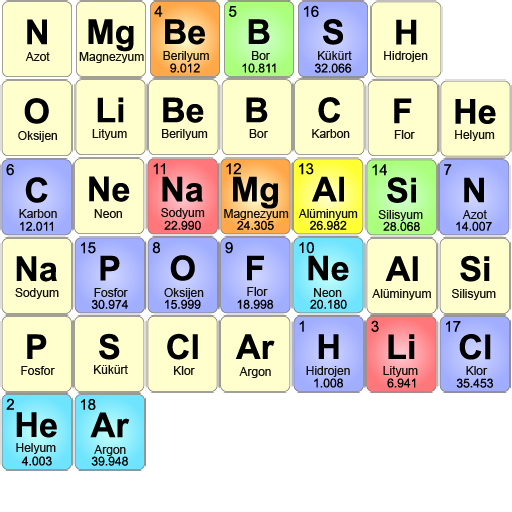 4 5 16
N Mg Be B S H
Azot Magnezyum Berilyum Bor Kükürt Hidrojen
9.012 10.811 32.066
O Li Be B C F He
Oksijen Lityum Berilyum Bor Karbon Flor Helyum
6 11 12 13 14 7
C Ne Na Mg Al Si N
Karbon Neon Sodyum Magnezyum Alüminyum Silisyum Azot
12.011 22.990 24.305 26.982 28.068 14.007
15 8 9 10
Na P O F Ne Al Si
Sodyum Fosfor Oksijen Flor Neon Alüminyum Silisyum
30.974 15.999 18.998 20.180
1 3 17
P S Cl Ar H Li Cl
Fosfor Kükürt Klor Argon Hidrojen Lityum Klor
1.008 6.941 35.453
2 18
He Ar
Helyum Argon
4.003 39.948